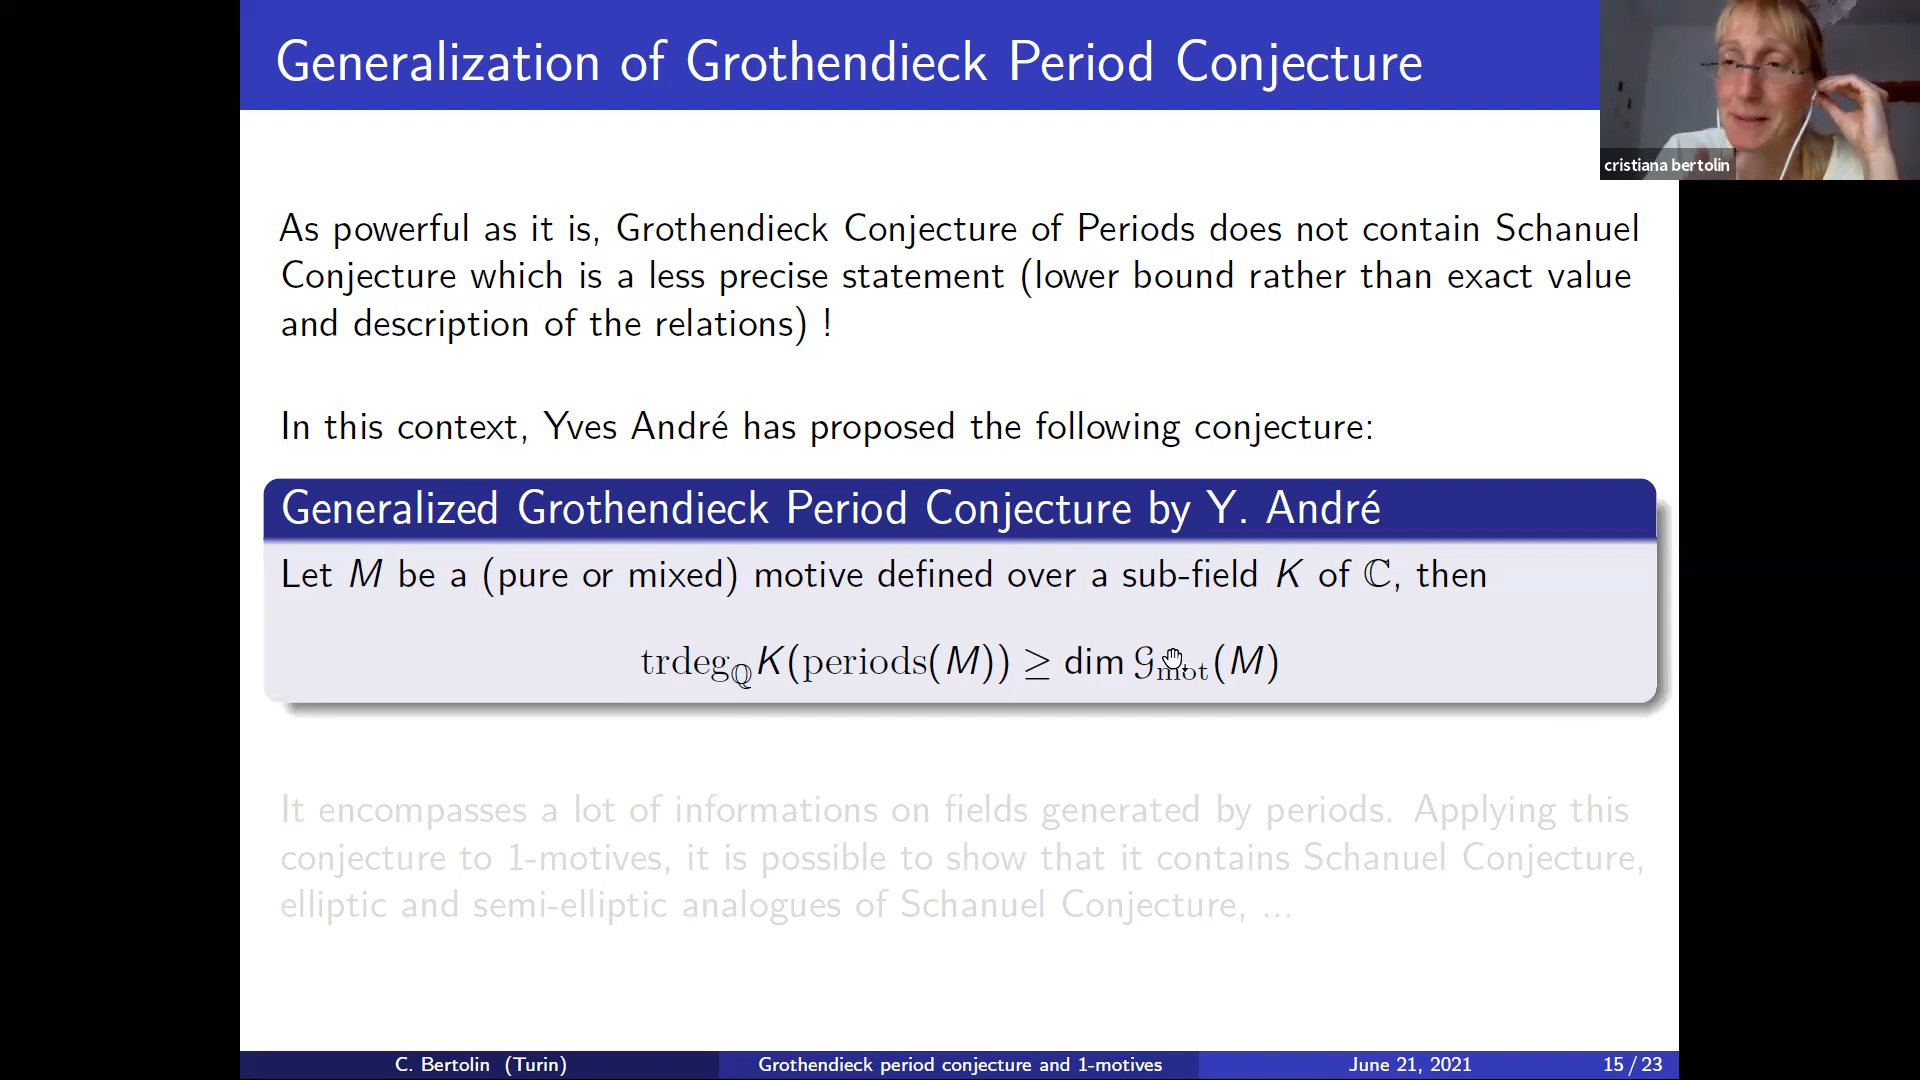 Generalization of Grothendieck Period Conjecture
cristiana bertolin
As powerful as it is, Grothendieck Conjecture of Periods does not contain Schanuel
Conjecture which is a less precise statement (lower bound rather than exact value
and description of the relations) !
In this context, Yves André has proposed the following conjecture:
Generalized Grothendieck Period Conjecture by Y. André
Let M be a (pure or mixed) motive defined over a sub-field K of ℂ, then
trdeg_ℚ K(periods(M)) ≥ dim 𝒢_mot(M)
It encompasses a lot of informations on fields generated by periods. Applying this
conjecture to 1-motives, it is possible to show that it contains Schanuel Conjecture,
elliptic and semi-elliptic analogues of Schanuel Conjecture, ...
C. Bertolin (Turin) Grothendieck period conjecture and 1-motives June 21, 2021 15 / 23